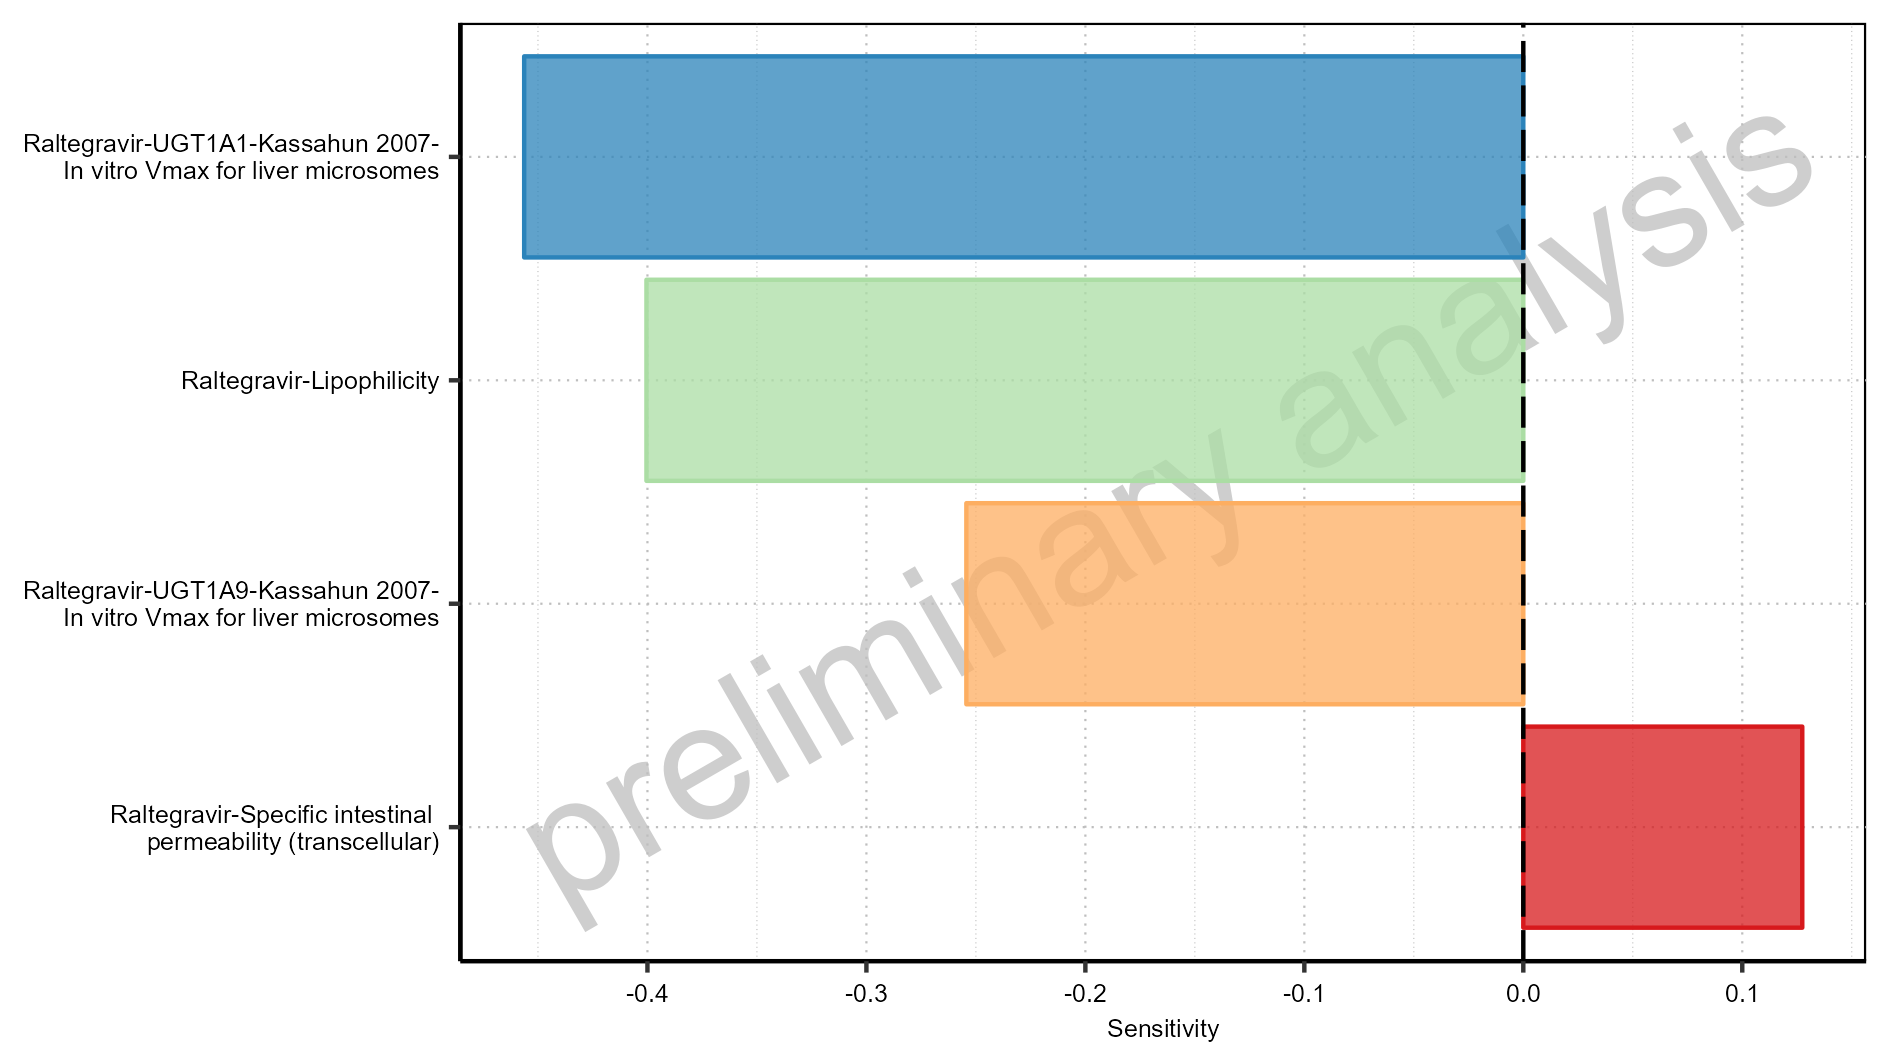 Raltegravir-UGT1A1-Kassahun 2007-
In vitro Vmax for liver microsomes
Raltegravir-Lipophilicity
Raltegravir-UGT1A9-Kassahun 2007-
In vitro Vmax for liver microsomes
Raltegravir-Specific intestinal
permeability (transcellular)
preliminary analysis
-0.4 -0.3 -0.2 -0.1 0.0 0.1
Sensitivity